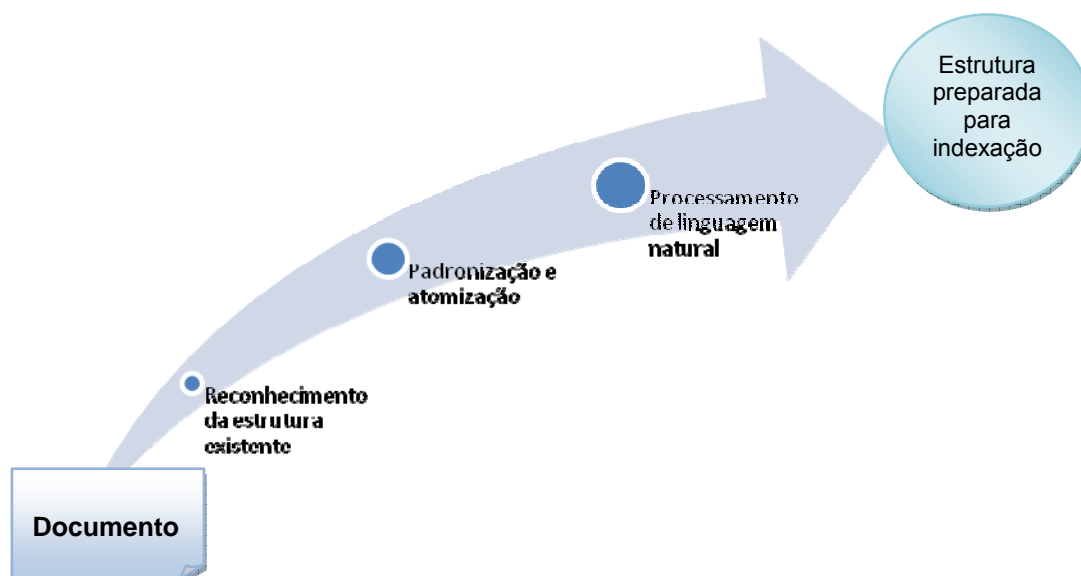 Estrutura
preparada
para
indexação
Processamento
de linguagem
natural
Padronização e
atomização
Reconhecimento
da estrutura
existente
Documento